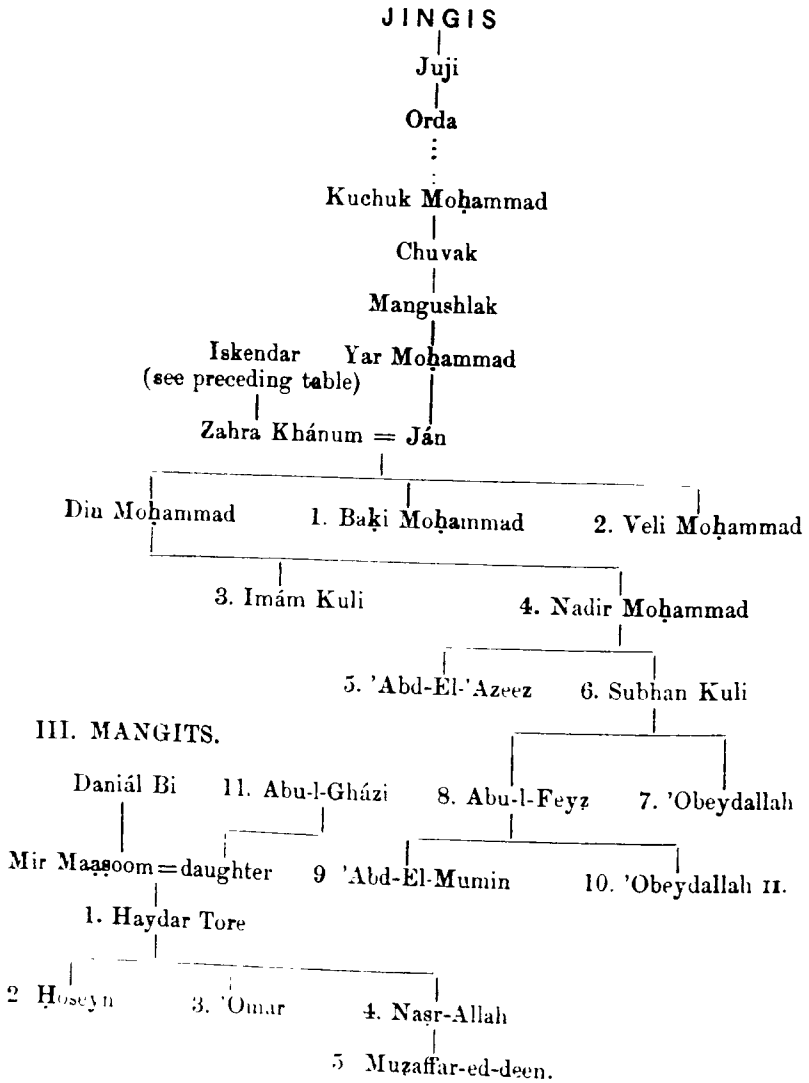 JINGIS
Juji
Orda
Kuchuk Moḥammad
Chuvak
Mangushlak
Iskendar Yar Moḥammad
(see preceding table)
Zahra Khánum = Ján
Din Moḥammad 1. Baḳi Moḥammad 2. Veli Moḥammad
3. Imám Kuli 4. Nadir Moḥammad
5. 'Abd-El-'Azeez 6. Subhan Kuli
III. MANGITS.
Daniál Bi 11. Abu-l-Gházi 8. Abu-l-Feyẓ 7. 'Obeydallah
Mir Maạṣoom = daughter 9 'Abd-El-Mumin 10. 'Obeydallah II.
1. Haydar Tore
2 Ḥoseyn 3. 'Omar 4. Naṣr-Allah
5 Muẓaffar-ed-deen.